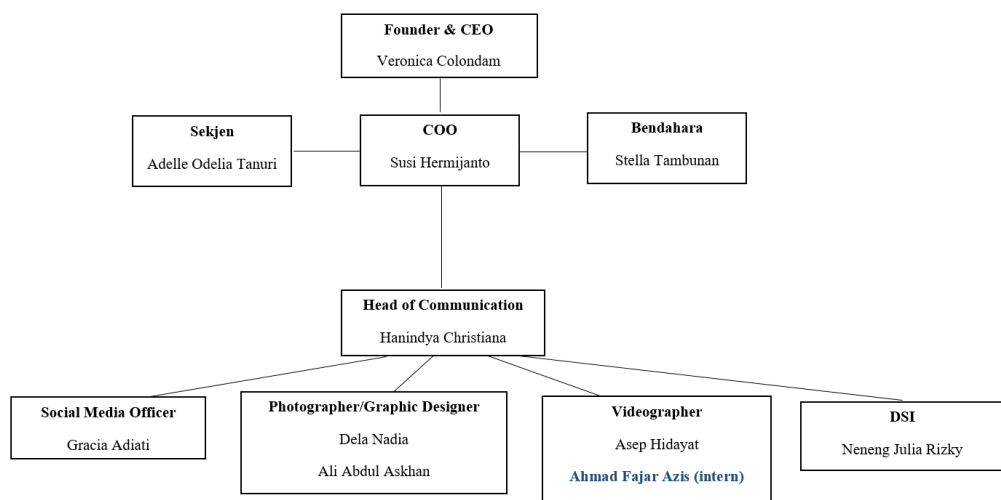 Founder & CEO
Veronica Colondam
Sekjen
Adelle Odelia Tanuri
COO
Susi Hermijanto
Bendahara
Stella Tambunan
Head of Communication
Hanindya Christiana
Social Media Officer
Gracia Adiati
Photographer/Graphic Designer
Dela Nadia
Ali Abdul Askhan
Videographer
Asep Hidayat
Ahmad Fajar Azis (intern)
DSI
Neneng Julia Rizky